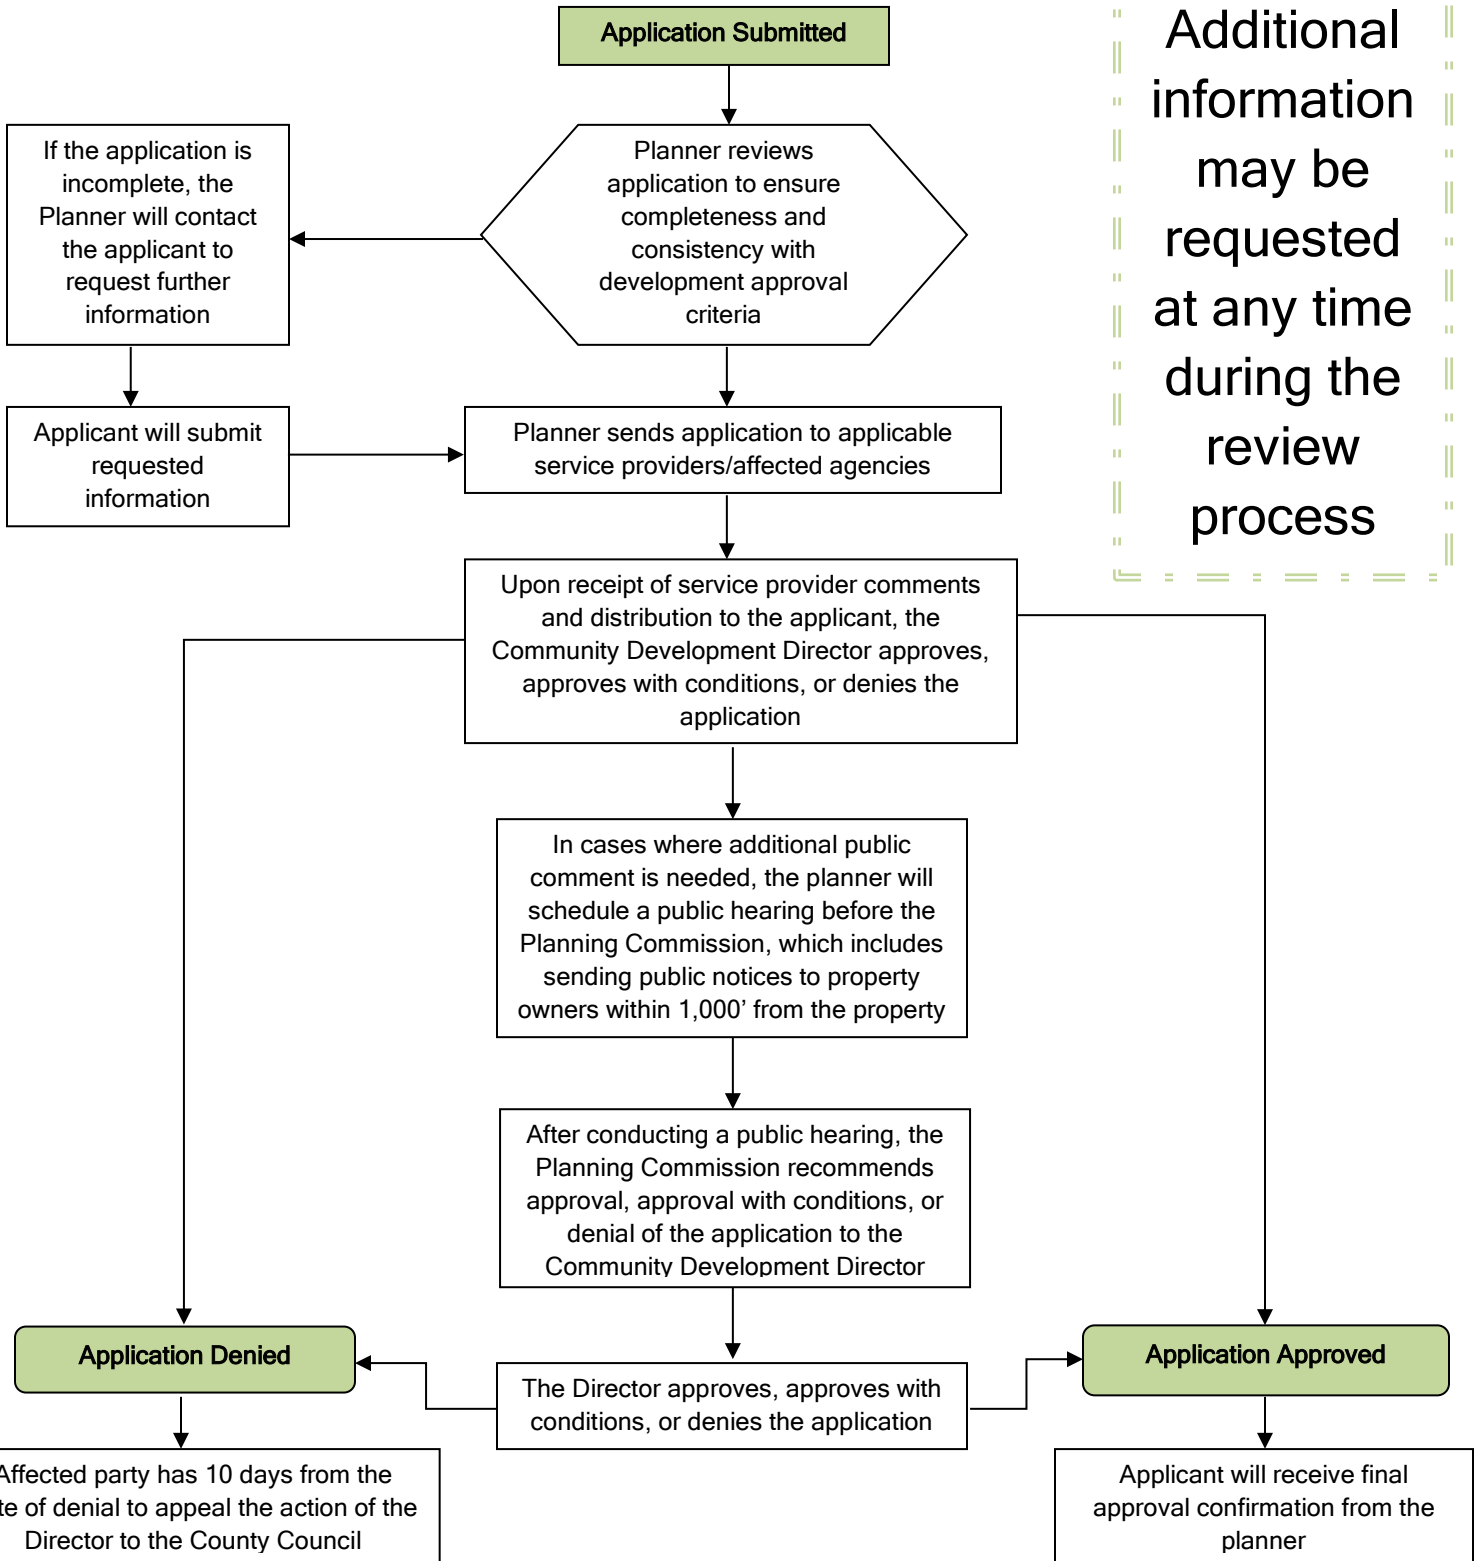 Application Submitted
Additional
information
may be
requested
at any time
during the
review
process
If the application is
incomplete, the
Planner will contact
the applicant to
request further
information
Planner reviews
application to ensure
completeness and
consistency with
development approval
criteria
Applicant will submit
requested
information
Planner sends application to applicable
service providers/affected agencies
Upon receipt of service provider comments
and distribution to the applicant, the
Community Development Director approves,
approves with conditions, or denies the
application
In cases where additional public
comment is needed, the planner will
schedule a public hearing before the
Planning Commission, which includes
sending public notices to property
owners within 1,000’ from the property
After conducting a public hearing, the
Planning Commission recommends
approval, approval with conditions, or
denial of the application to the
Community Development Director
Application Denied
The Director approves, approves with
conditions, or denies the application
Application Approved
Affected party has 10 days from the
te of denial to appeal the action of the
Director to the County Council
Applicant will receive final
approval confirmation from the
planner